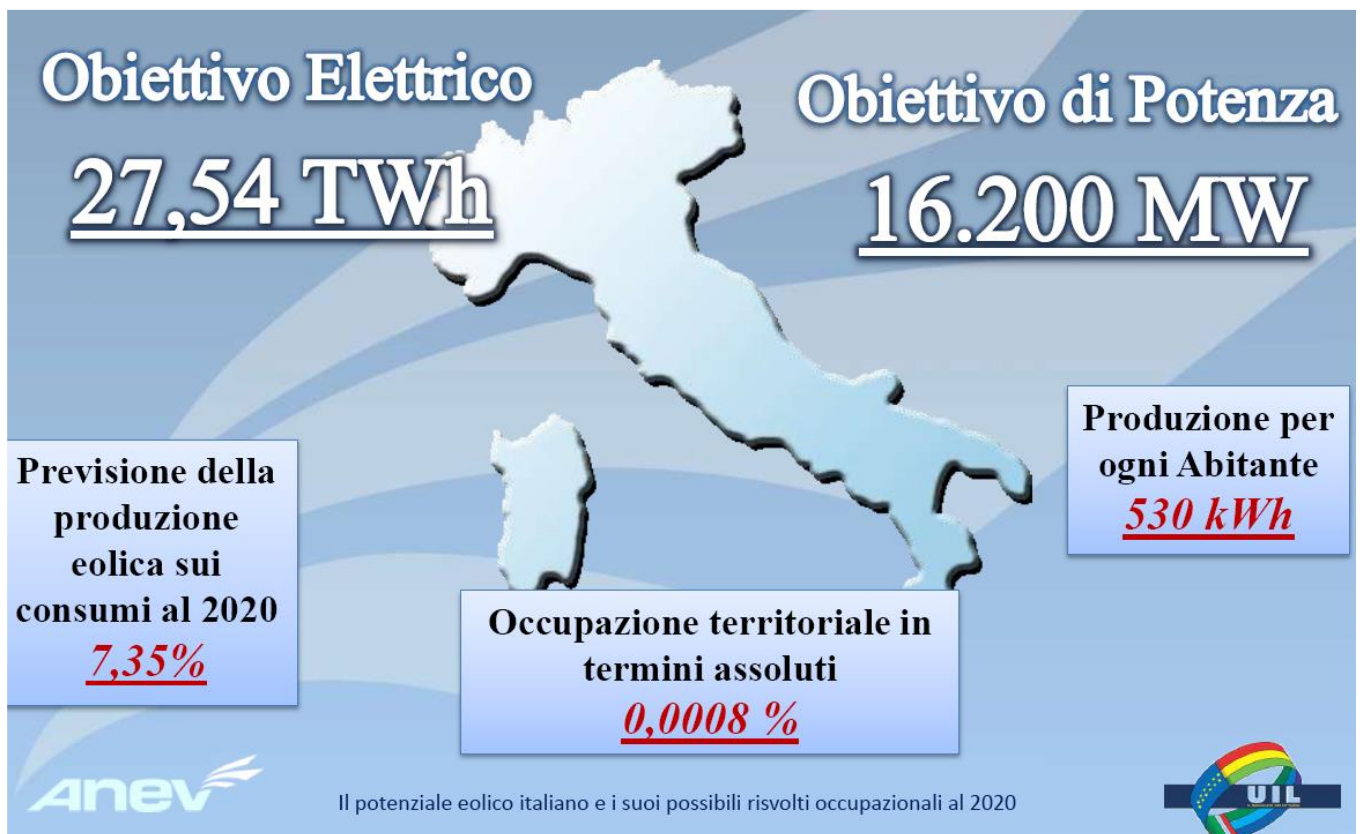 Obiettivo Elettrico
27,54 TWh
Obiettivo di Potenza
16.200 MW
Previsione della
produzione
eolica sui
consumi al 2020
7,35%
Occupazione territoriale in
termini assoluti
0,0008 %
Produzione per
ogni Abitante
530 kWh
Anev
Il potenziale eolico italiano e i suoi possibili risvolti occupazionali al 2020
UIL